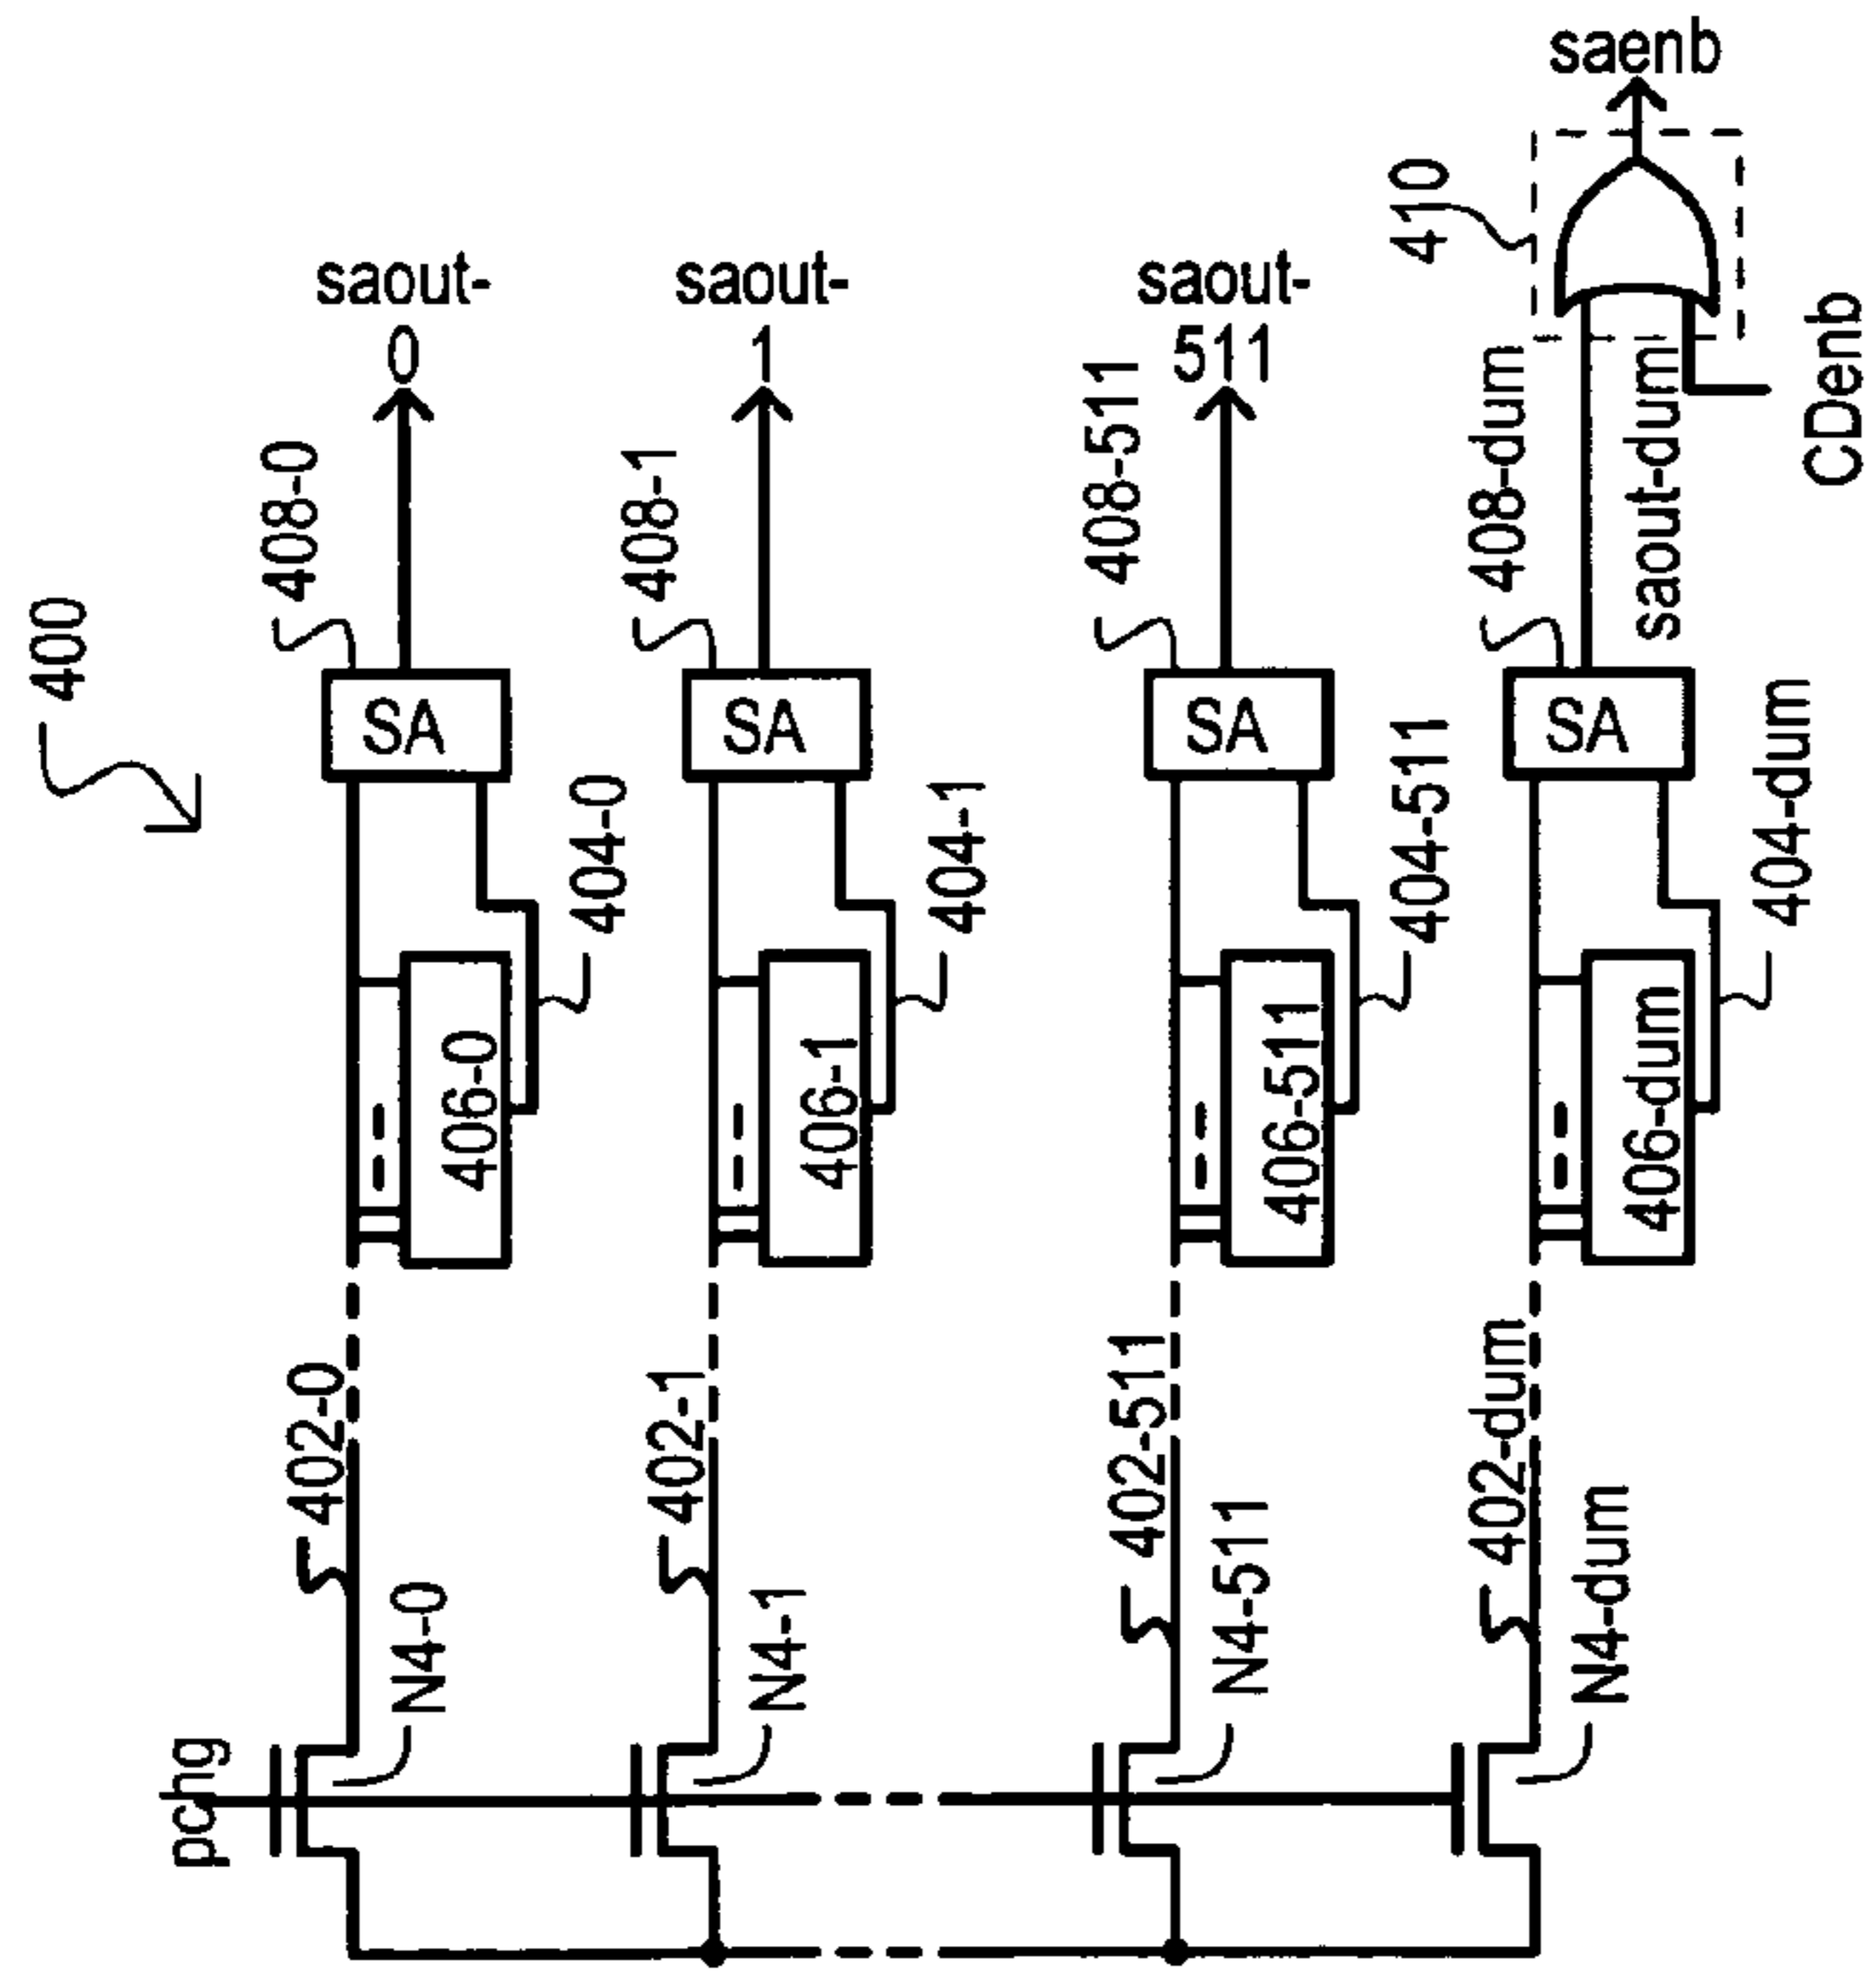 400
saout-
0
saout-
1
saout-
511
saenb
410
408-0
408-1
408-511
408-dum
saout-dum
CDenb
SA
SA
SA
SA
404-0
404-1
404-511
404-dum
406-0
406-1
406-511
406-dum
402-0
402-1
402-511
402-dum
N4-0
N4-1
N4-511
N4-dum
pchg